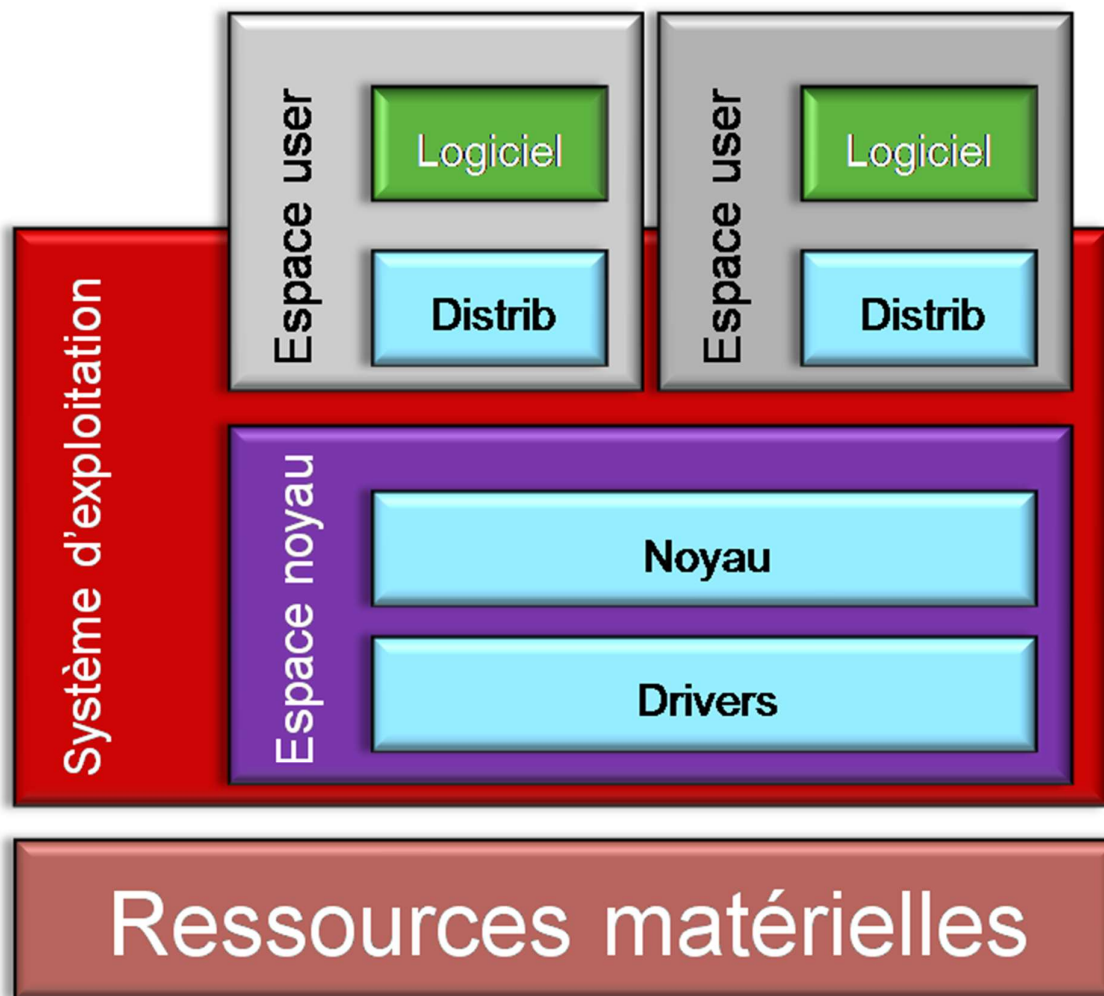 Espace user
Logiciel
Distrib
Espace user
Logiciel
Distrib
Système d'exploitation
Espace noyau
Noyau
Drivers
Ressources matérielles